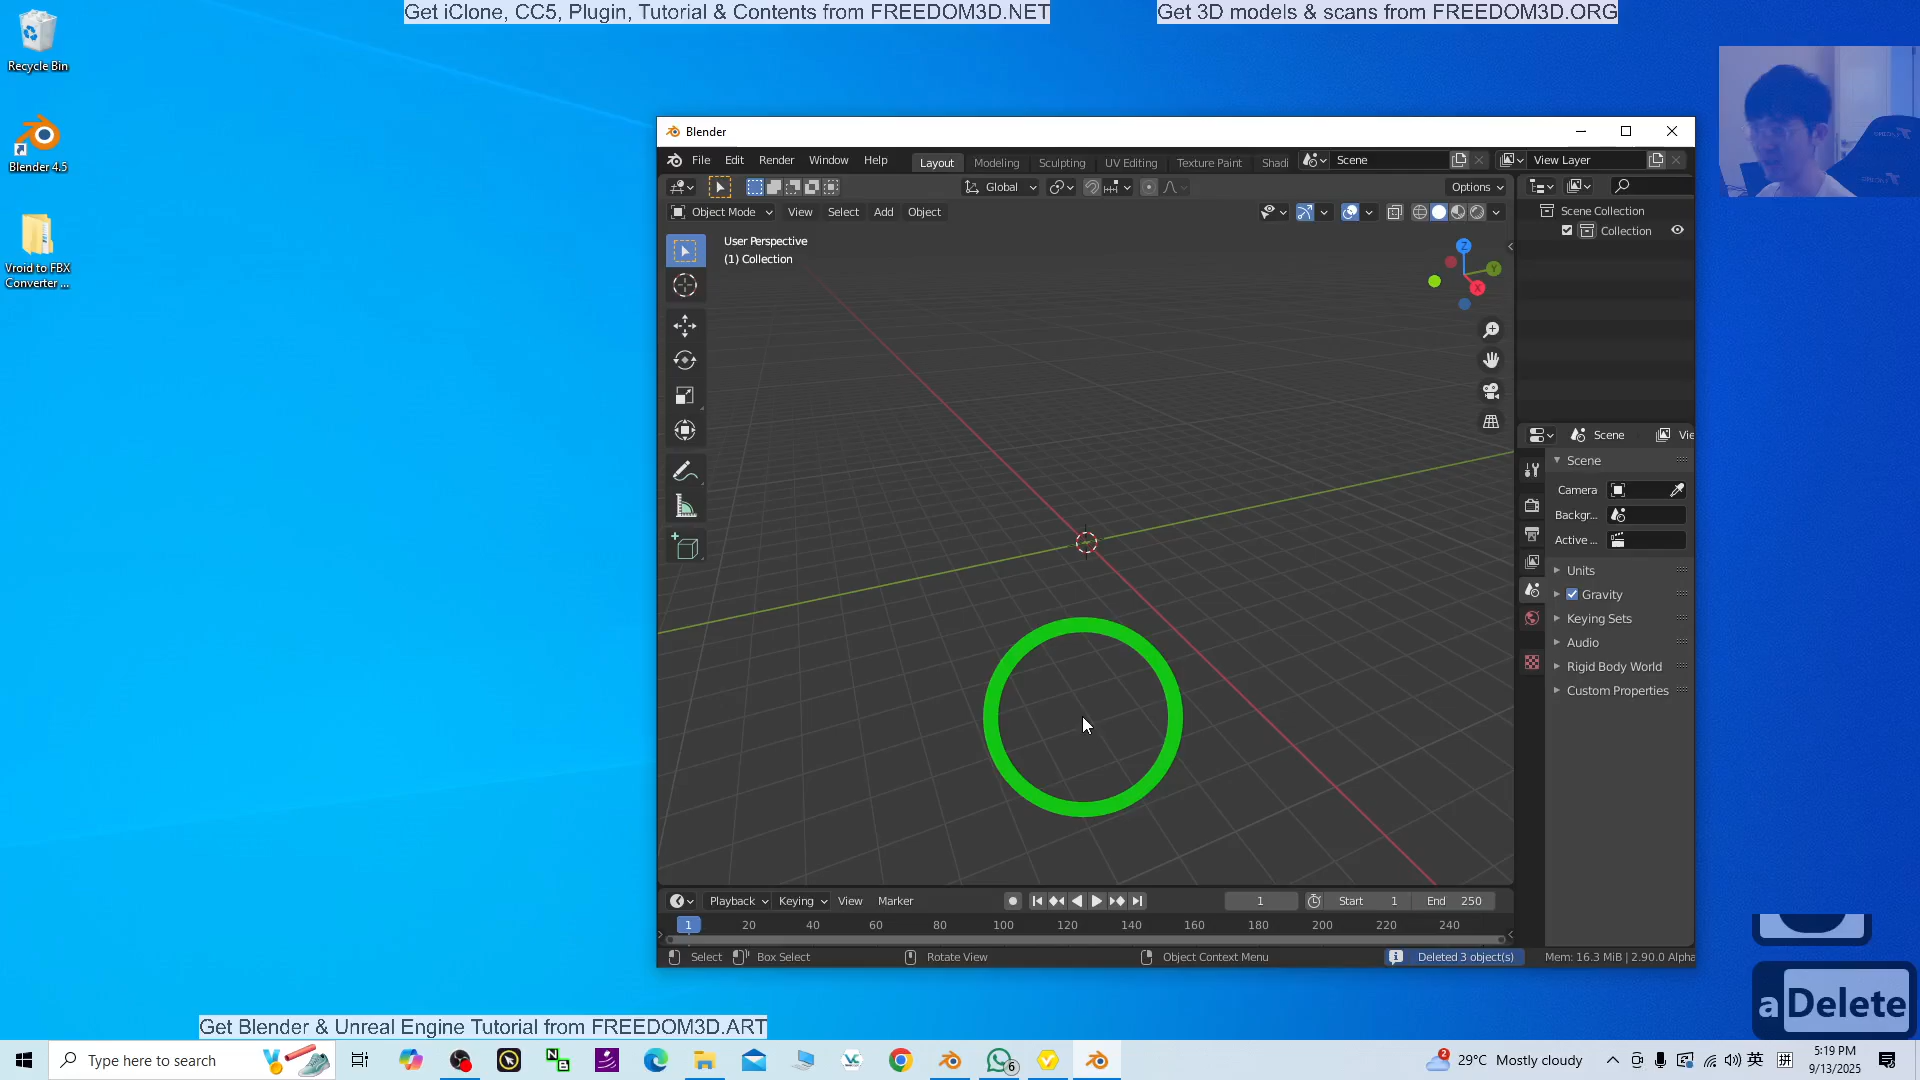 Get iClone, CC5, Plugin, Tutorial & Contents from FREEDOM3D.NET
Get 3D models & scans from FREEDOM3D.ORG
Recycle Bin
Blender 4.5
Vroid to FBX
Converter ...
Blender
File Edit Render Window Help
Layout Modeling Sculpting UV Editing Texture Paint Shadi
Scene
View Layer
Global
Options
Object Mode View Select Add Object
User Perspective
(1) Collection
Z
Y
X
Scene Collection
Collection
Scene
Vie
Scene
Camera
Backgr...
Active ...
Units
Gravity
Keying Sets
Audio
Rigid Body World
Custom Properties
Playback Keying View Marker
1
Start 1
End 250
1 20 40 60 80 100 120 140 160 180 200 220 240
Select Box Select Rotate View Object Context Menu
Deleted 3 object(s)
Mem: 16.3 MiB | 2.90.0 Alpha
a Delete
Get Blender & Unreal Engine Tutorial from FREEDOM3D.ART
Type here to search
6
2
29°C Mostly cloudy
英
拼
5:19 PM
9/13/2025